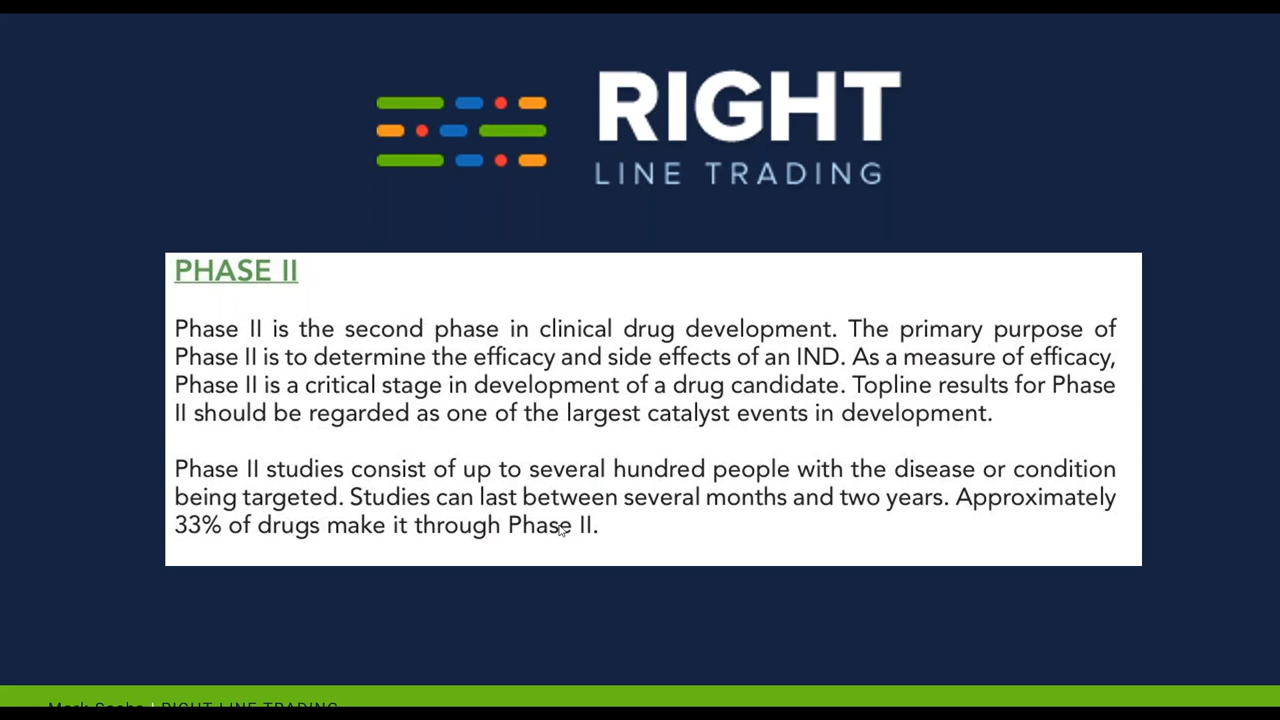 RIGHT
LINE TRADING
PHASE II
Phase II is the second phase in clinical drug development. The primary purpose of
Phase II is to determine the efficacy and side effects of an IND. As a measure of efficacy,
Phase II is a critical stage in development of a drug candidate. Topline results for Phase
II should be regarded as one of the largest catalyst events in development.
Phase II studies consist of up to several hundred people with the disease or condition
being targeted. Studies can last between several months and two years. Approximately
33% of drugs make it through Phase II.
| RIGHT LINE TRADING